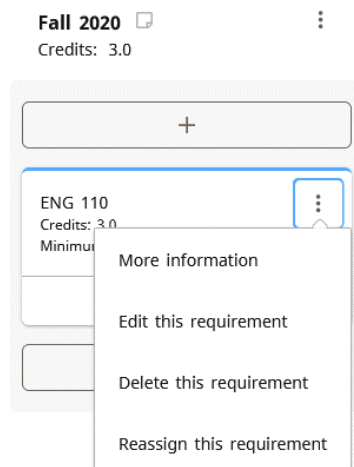 Fall 2020
Credits: 3.0
+
ENG 110
Credits: 3.0
More information
Edit this requirement
Delete this requirement
Reassign this requirement